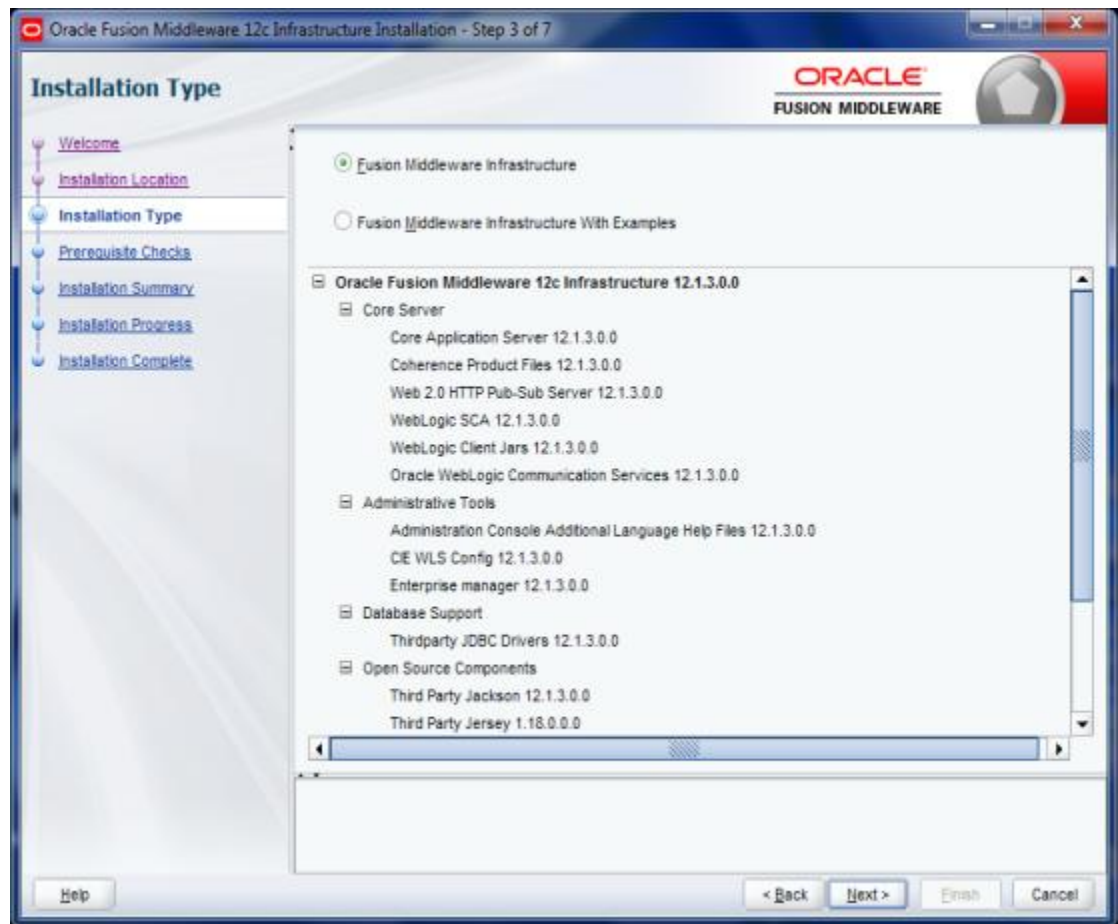 Oracle Fusion Middleware 12c Infrastructure Installation - Step 3 of 7
Installation Type
ORACLE
FUSION MIDDLEWARE
Welcome
Installation Location
Installation Type
Prerequisite Checks
Installation Summary
Installation Progress
Installation Complete
Fusion Middleware Infrastructure
Fusion Middleware Infrastructure With Examples
Oracle Fusion Middleware 12c Infrastructure 12.1.3.0.0
Core Server
Core Application Server 12.1.3.0.0
Coherence Product Files 12.1.3.0.0
Web 2.0 HTTP Pub-Sub Server 12.1.3.0.0
WebLogic SCA 12.1.3.0.0
WebLogic Client Jars 12.1.3.0.0
Oracle WebLogic Communication Services 12.1.3.0.0
Administrative Tools
Administration Console Additional Language Help Files 12.1.3.0.0
CIE WLS Config 12.1.3.0.0
Enterprise manager 12.1.3.0.0
Database Support
Thirdparty JDBC Drivers 12.1.3.0.0
Open Source Components
Third Party Jackson 12.1.3.0.0
Third Party Jersey 1.18.0.0.0
Help
< Back
Next >
Finish
Cancel